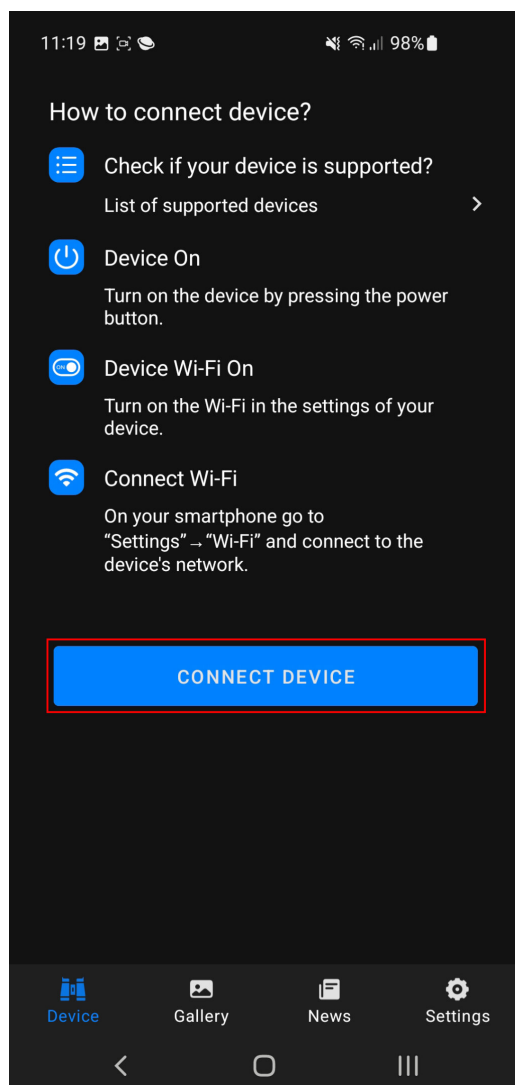 11:19 98%
How to connect device?
Check if your device is supported?
List of supported devices
Device On
Turn on the device by pressing the power
button.
Device Wi-Fi On
ON
Turn on the Wi-Fi in the settings of your
device.
Connect Wi-Fi
On your smartphone go to
“Settings”→“Wi-Fi” and connect to the
device's network.
CONNECT DEVICE
Device Gallery News Settings